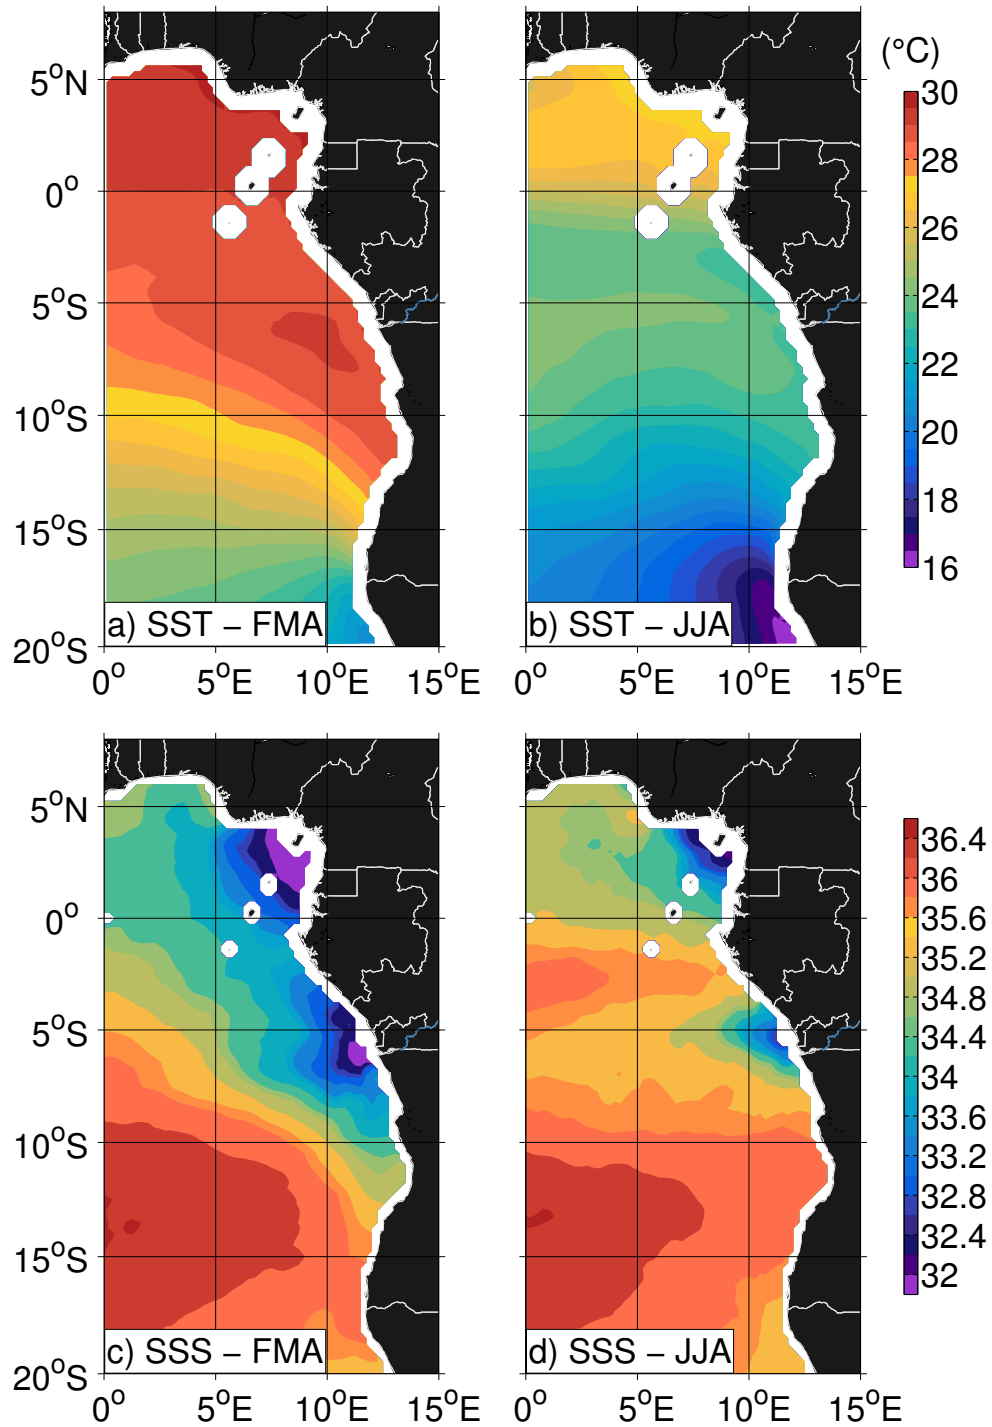 (°C)
5°N
0°
5°S
10°S
15°S
20°S
30
28
26
24
22
20
18
16
a) SST – FMA
b) SST – JJA
0° 5°E 10°E 15°E
0° 5°E 10°E 15°E
5°N
0°
5°S
10°S
15°S
20°S
36.4
36
35.6
35.2
34.8
34.4
34
33.6
33.2
32.8
32.4
32
c) SSS – FMA
d) SSS – JJA
0° 5°E 10°E 15°E
0° 5°E 10°E 15°E